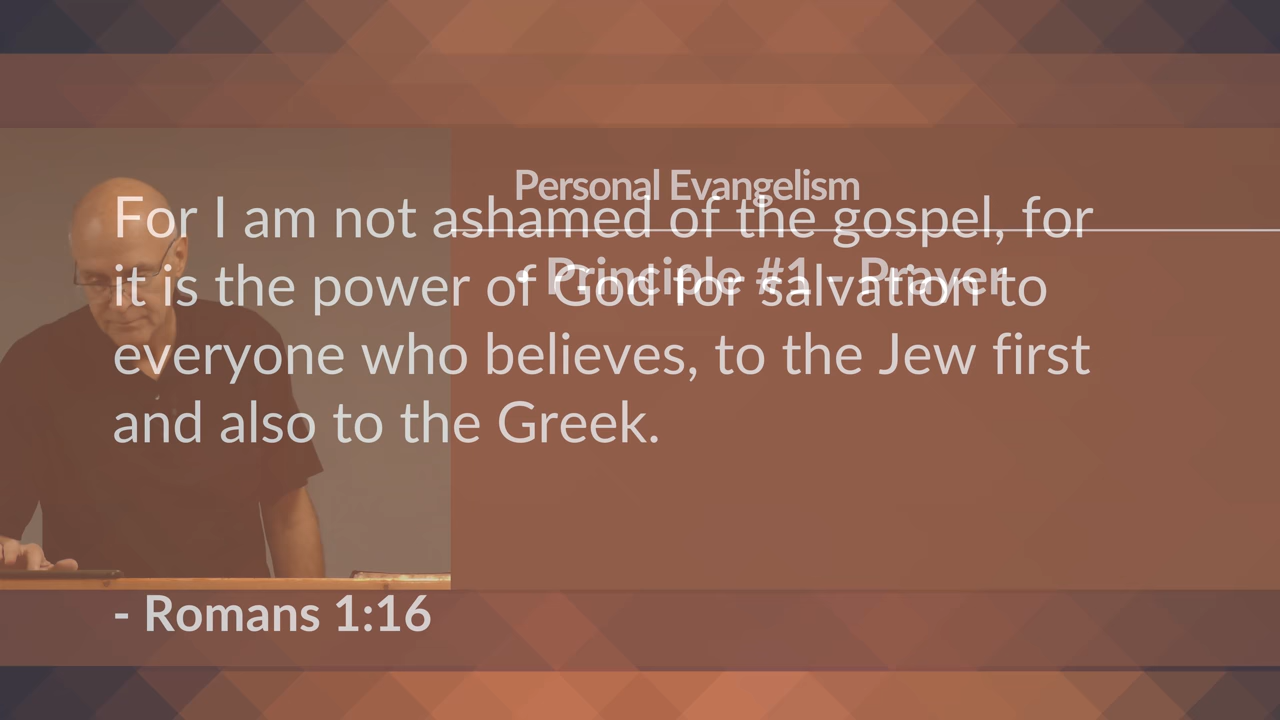 Personal Evangelism
• Principle #1 - Prayer
For I am not ashamed of the gospel, for
it is the power of God for salvation to
everyone who believes, to the Jew first
and also to the Greek.
- Romans 1:16